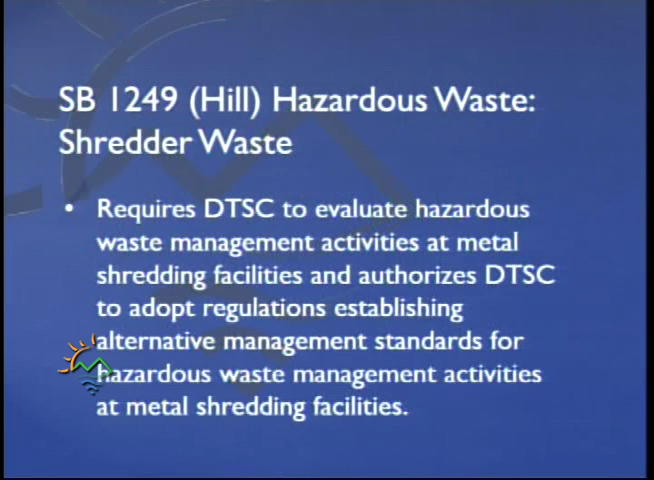 SB 1249 (Hill) Hazardous Waste:
Shredder Waste
• Requires DTSC to evaluate hazardous
waste management activities at metal
shredding facilities and authorizes DTSC
to adopt regulations establishing
alternative management standards for
hazardous waste management activities
at metal shredding facilities.